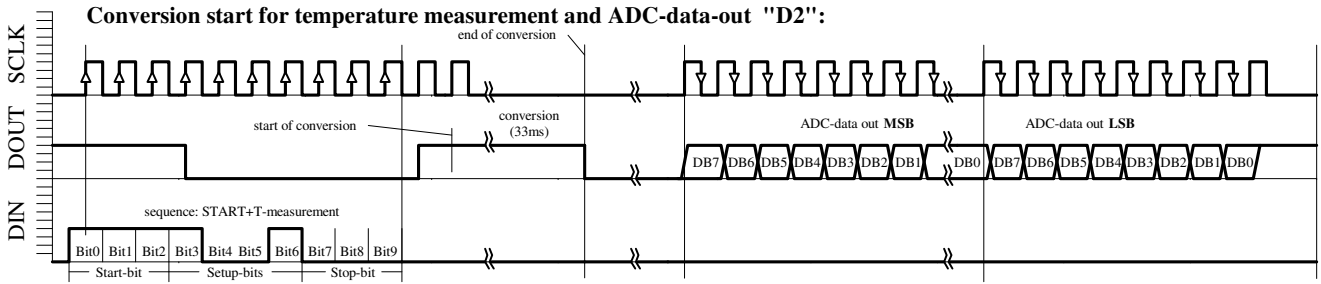 Conversion start for temperature measurement and ADC-data-out "D2":
end of conversion
SCLK
DOUT
start of conversion
conversion
(33ms)
ADC-data out MSB
ADC-data out LSB
DB7 DB6 DB5 DB4 DB3 DB2 DB1 DB0 DB7 DB6 DB5 DB4 DB3 DB2 DB1 DB0
DIN
sequence: START+T-measurement
Bit0 Bit1 Bit2 Bit3 Bit4 Bit5 Bit6 Bit7 Bit8 Bit9
Start-bit Setup-bits Stop-bit